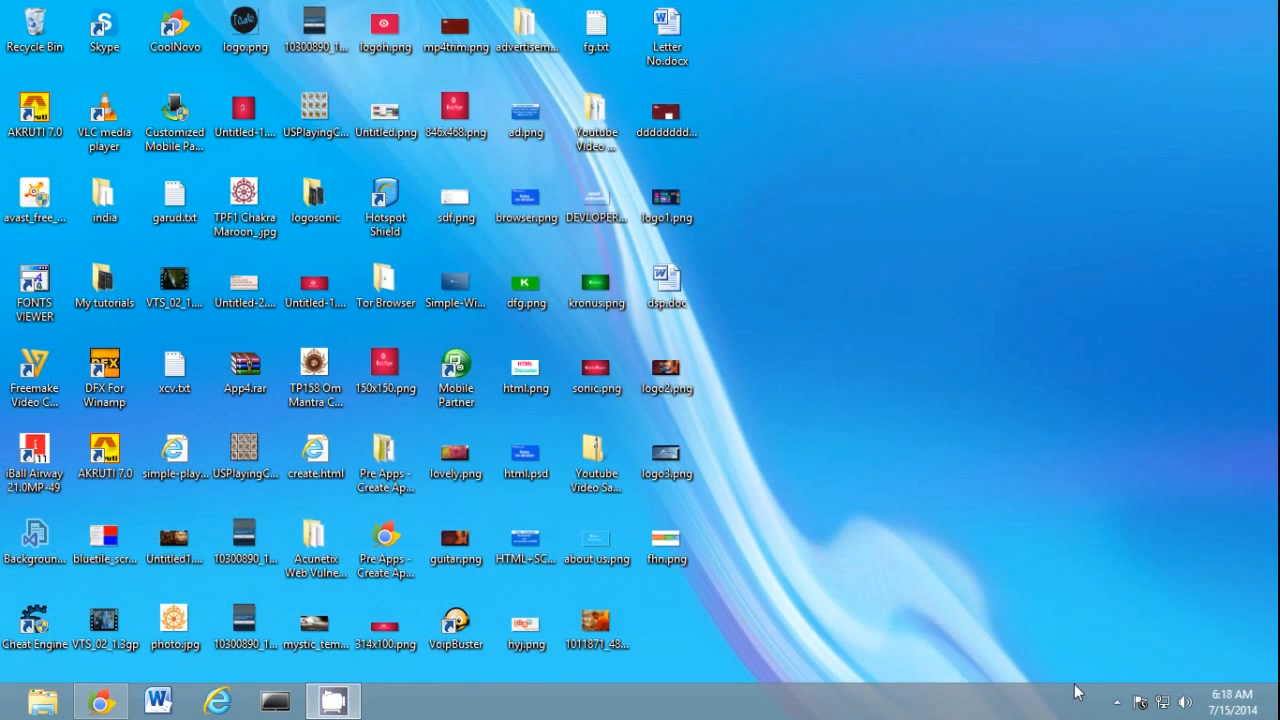 Recycle Bin
Skype
CoolNovo
logo.png
10300890_1...
logoh.png
mp4trim.png
advertisem...
fg.txt
Letter
No.docx
AKRUTI 7.0
VLC media
player
Customized
Mobile Pa...
Untitled-1....
USPlayingC...
Untitled.png
846x468.png
ad.png
Youtube
Video ...
dddddddd...
avast_free_...
india
garud.txt
TPF1 Chakra
Maroon_.jpg
logosonic
Hotspot
Shield
sdf.png
browser.png
DEVLOPER...
logo1.png
FONTS
VIEWER
My tutorials
VTS_02_1....
Untitled-2....
Untitled-1....
Tor Browser
Simple-Wi...
dfg.png
kronus.png
dsp.doc
Freemake
Video C...
DFX For
Winamp
xcv.txt
App4.rar
TP158 Om
Mantra C...
150x150.png
Mobile
Partner
html.png
sonic.png
logo2.png
iBall Airway
21.0MP-49
AKRUTI 7.0
simple-play...
USPlayingC...
create.html
Pre Apps -
Create Ap...
lovely.png
html.psd
Youtube
Video Sa...
logo3.png
Backgroun...
bluetile_scr...
Untitled1....
10300890_1...
Acunetix
Web Vulne...
Pre Apps -
Create Ap...
guitar.png
HTML+SC...
about us.png
fhn.png
Cheat Engine
VTS_02_1.3gp
photo.jpg
10300890_1...
mystic_tem...
314x100.png
VoipBuster
hyj.png
1011871_48...
6:18 AM
7/15/2014